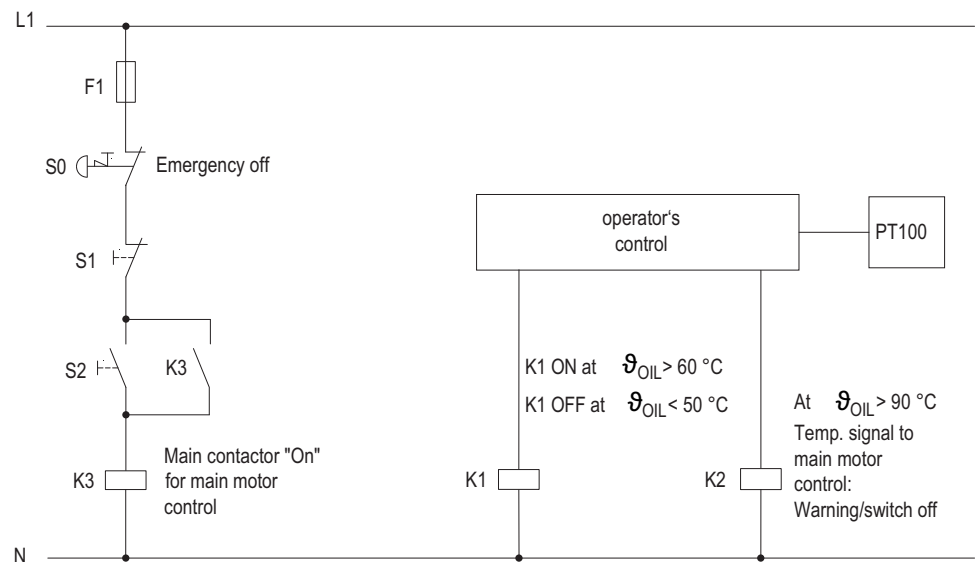 L1
F1
S0
Emergency off
operator's
control
PT100
S1
S2
K3
K1 ON at ϑOIL > 60 °C
K1 OFF at ϑOIL < 50 °C
At ϑOIL > 90 °C
Temp. signal to
main motor
control:
Warning/switch off
K3
Main contactor "On"
for main motor
control
K1
K2
N